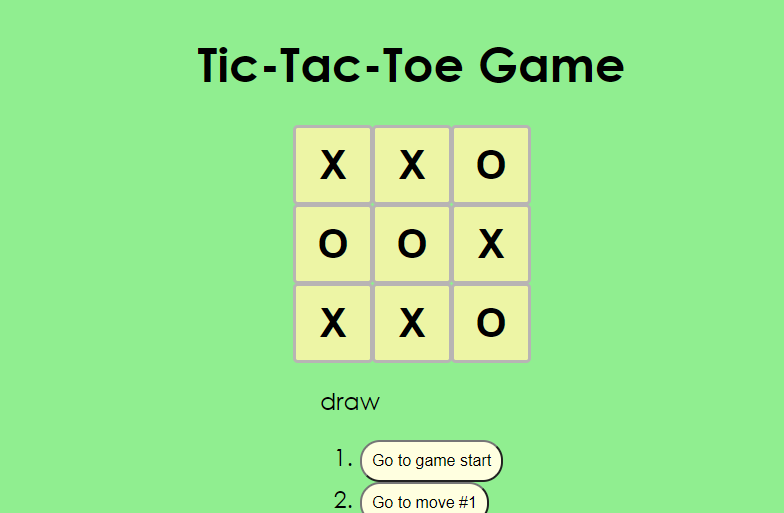 Tic-Tac-Toe Game
X X O
O O X
X X O
draw
1. Go to game start
2. Go to move #1